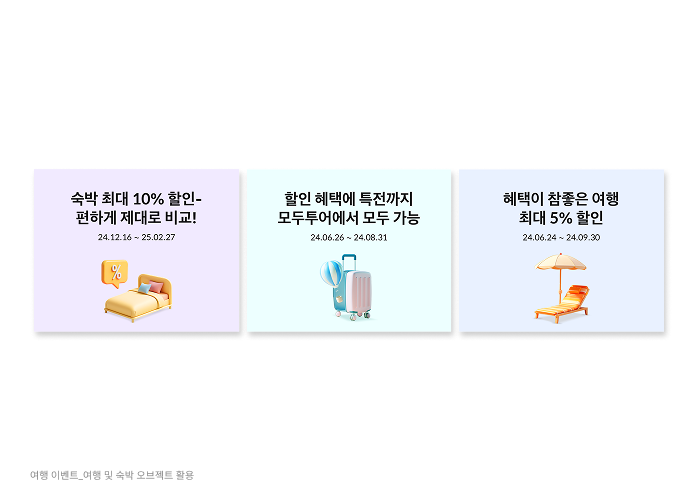 숙박 최대 10% 할인-
편하게 제대로 비교!
24.12.16 ~ 25.02.27
%
할인 혜택에 특전까지
모두투어에서 모두 가능
24.06.26 ~ 24.08.31
혜택이 참좋은 여행
최대 5% 할인
24.06.24 ~ 24.09.30
여행 이벤트_여행 및 숙박 오브젝트 활용